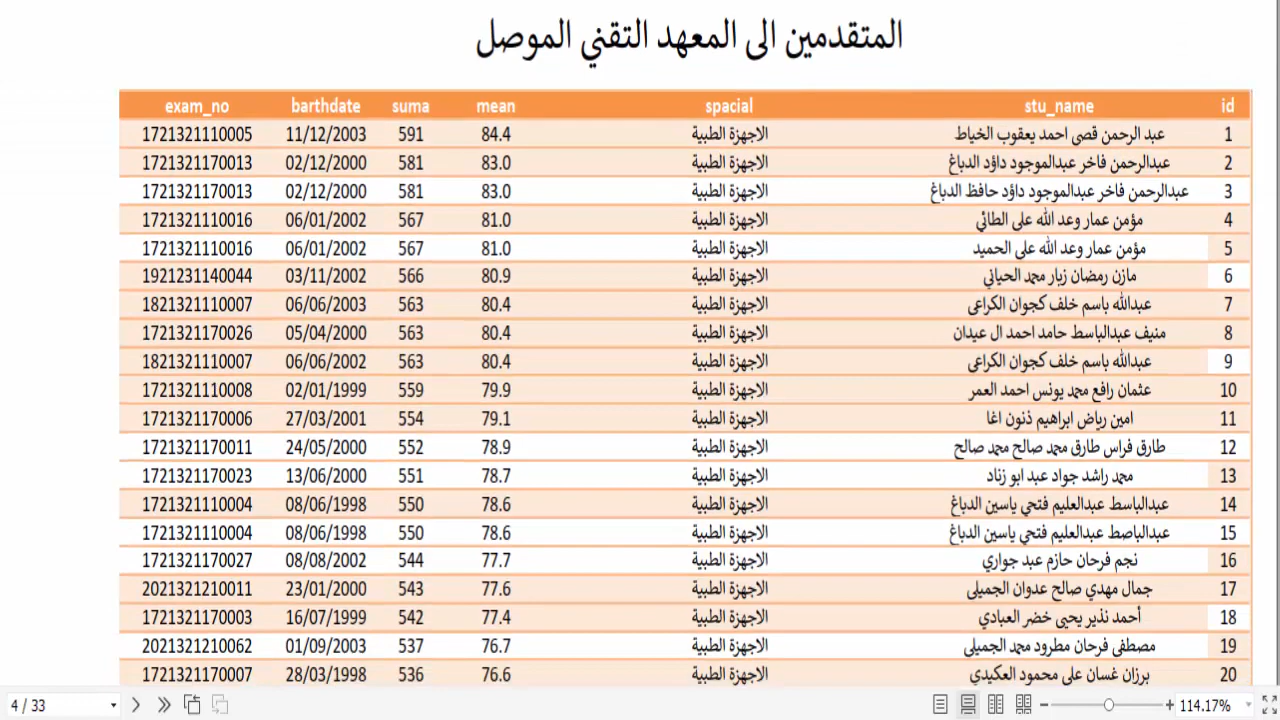 المتقدمين الى المعهد التقني الموصل
exam_no barthdate suma mean spacial stu_name id
1721321110005 11/12/2003 591 84.4 الاجهزة الطبية عبد الرحمن قصي احمد يعقوب الخياط 1
1721321170013 02/12/2000 581 83.0 الاجهزة الطبية عبدالرحمن فاخر عبدالموجود داؤد الدباغ 2
1721321170013 02/12/2000 581 83.0 الاجهزة الطبية عبدالرحمن فاخر عبدالموجود داؤد حافظ الدباغ 3
1721321110016 06/01/2002 567 81.0 الاجهزة الطبية مؤمن عمار وعد الله علي الطائي 4
1721321110016 06/01/2002 567 81.0 الاجهزة الطبية مؤمن عمار وعد الله علي الحميد 5
1921231140044 03/11/2002 566 80.9 الاجهزة الطبية مازن رمضان زيار محمد الحياني 6
1821321110007 06/06/2003 563 80.4 الاجهزة الطبية عبدالله باسم خلف كجوان الكراعي 7
1721321170026 05/04/2000 563 80.4 الاجهزة الطبية منيف عبدالباسط حامد احمد ال عيدان 8
1821321110007 06/06/2002 563 80.4 الاجهزة الطبية عبدالله باسم خلف كجوان الكراعي 9
1721321110008 02/01/1999 559 79.9 الاجهزة الطبية عثمان رافع محمد يونس احمد العمر 10
1721321170006 27/03/2001 554 79.1 الاجهزة الطبية امين رياض ابراهيم ذنون اغا 11
1721321170011 24/05/2000 552 78.9 الاجهزة الطبية طارق فراس طارق محمد صالح محمد صالح 12
1721321170023 13/06/2000 551 78.7 الاجهزة الطبية محمد راشد جواد عبد ابو زناد 13
1721321110004 08/06/1998 550 78.6 الاجهزة الطبية عبدالباسط عبدالعليم فتحي ياسين الدباغ 14
1721321110004 08/06/1998 550 78.6 الاجهزة الطبية عبدالباصط عبدالعليم فتحي ياسين الدباغ 15
1721321170027 08/08/2002 544 77.7 الاجهزة الطبية نجم فرحان حازم عبد جواري 16
2021321210011 23/01/2000 543 77.6 الاجهزة الطبية جمال مهدي صالح عدوان الجميلي 17
1721321170003 16/07/1999 542 77.4 الاجهزة الطبية أحمد نذير يحيى خضر العبادي 18
2021321210062 01/09/2003 537 76.7 الاجهزة الطبية مصطفى فرحان مطرود محمد الجميلي 19
1721321170007 28/03/1998 536 76.6 الاجهزة الطبية برزان غسان علي محمود العكيدي 20
4 / 33 114.17%